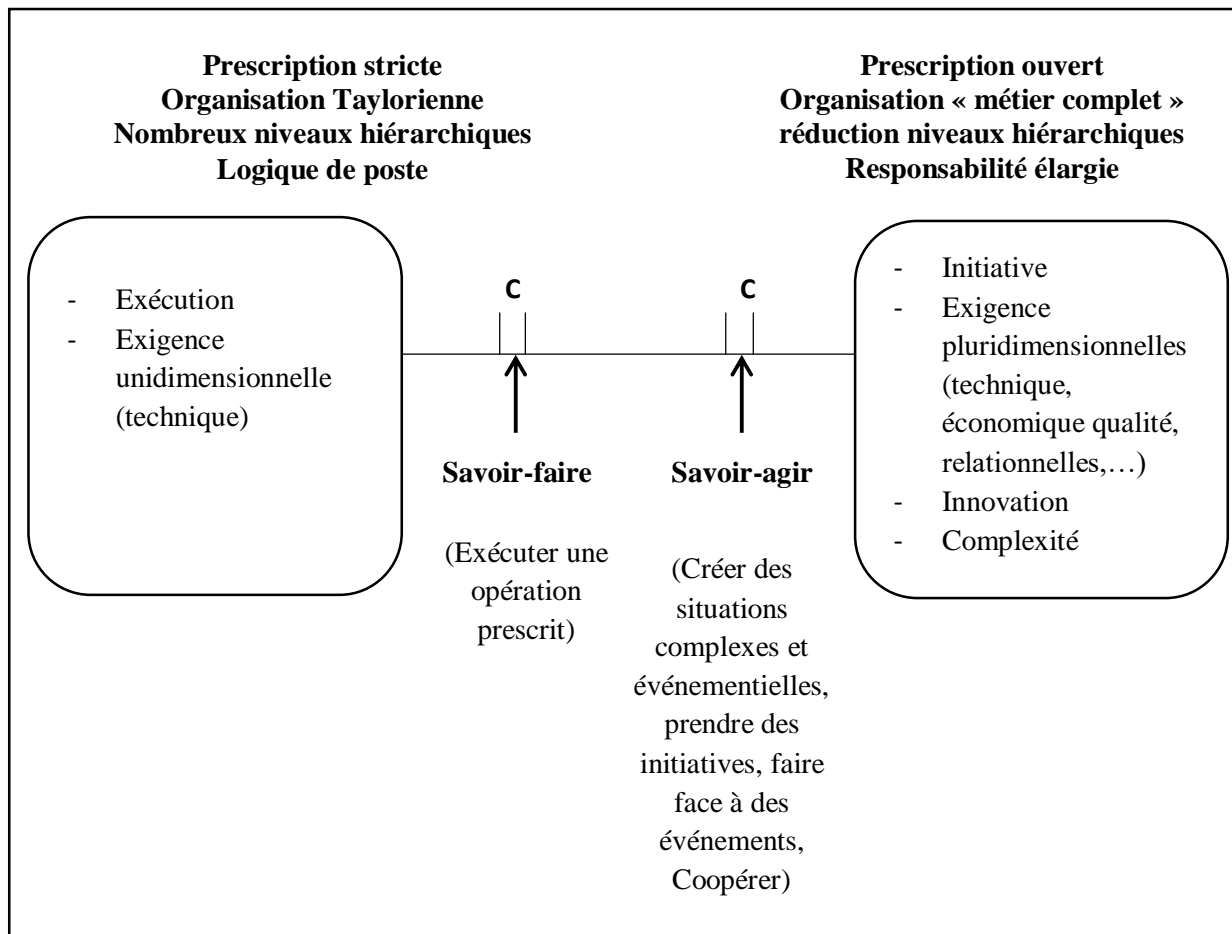 Prescription stricte
Organisation Taylorienne
Nombreux niveaux hiérarchiques
Logique de poste
Prescription ouvert
Organisation « métier complet »
réduction niveaux hiérarchiques
Responsabilité élargie
- Exécution
- Exigence
unidimensionnelle
(technique)
C
C
Savoir-faire
(Exécuter une
opération
prescrit)
Savoir-agir
(Créer des
situations
complexes et
événementielles,
prendre des
initiatives, faire
face à des
événements,
Coopérer)
- Initiative
- Exigence
pluridimensionnelles
(technique,
économique qualité,
relationnelles,…)
- Innovation
- Complexité